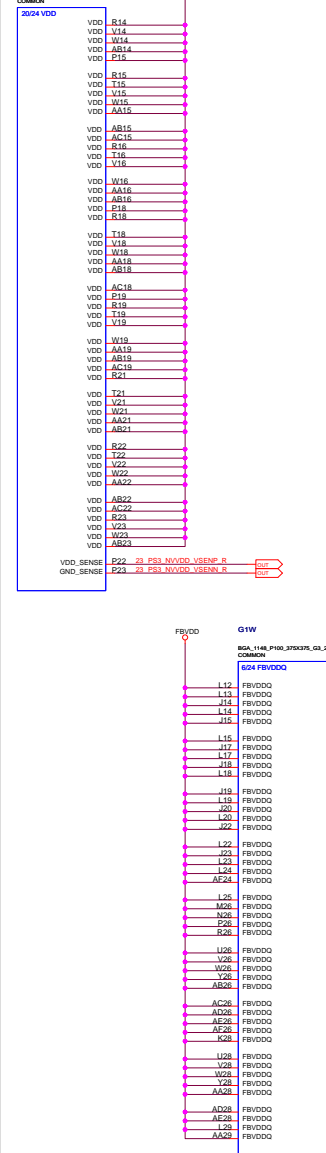 COMMON
20/24 VDD
VDD R14
VDD V14
VDD W14
VDD AB14
VDD P15
VDD R15
VDD T15
VDD V15
VDD W15
VDD AA15
VDD AB15
VDD AC15
VDD R16
VDD T16
VDD V16
VDD W16
VDD AA16
VDD AB16
VDD P18
VDD R18
VDD T18
VDD V18
VDD W18
VDD AA18
VDD AB18
VDD AC18
VDD P19
VDD R19
VDD T19
VDD V19
VDD W19
VDD AA19
VDD AB19
VDD AC19
VDD R21
VDD T21
VDD V21
VDD W21
VDD AA21
VDD AB21
VDD R22
VDD T22
VDD V22
VDD W22
VDD AA22
VDD AB22
VDD AC22
VDD R23
VDD V23
VDD W23
VDD AB23
VDD_SENSE P22 23_PS3_NVVDD_VSENP_R OUT
GND_SENSE P23 23_PS3_NVVDD_VSENN_R OUT
FBVDD
G1W
BGA_1148_P100_375X375_G3_2
COMMON
6/24 FBVDDQ
L12 FBVDDQ
L13 FBVDDQ
J14 FBVDDQ
L14 FBVDDQ
J15 FBVDDQ
L15 FBVDDQ
J17 FBVDDQ
L17 FBVDDQ
J18 FBVDDQ
L18 FBVDDQ
J19 FBVDDQ
L19 FBVDDQ
J20 FBVDDQ
L20 FBVDDQ
J22 FBVDDQ
L22 FBVDDQ
J23 FBVDDQ
L23 FBVDDQ
L24 FBVDDQ
AF24 FBVDDQ
L25 FBVDDQ
M26 FBVDDQ
N26 FBVDDQ
P26 FBVDDQ
R26 FBVDDQ
U26 FBVDDQ
V26 FBVDDQ
W26 FBVDDQ
Y26 FBVDDQ
AB26 FBVDDQ
AC26 FBVDDQ
AD26 FBVDDQ
AE26 FBVDDQ
AF26 FBVDDQ
K28 FBVDDQ
U28 FBVDDQ
V28 FBVDDQ
W28 FBVDDQ
Y28 FBVDDQ
AA28 FBVDDQ
AD28 FBVDDQ
AE28 FBVDDQ
L29 FBVDDQ
AA29 FBVDDQ